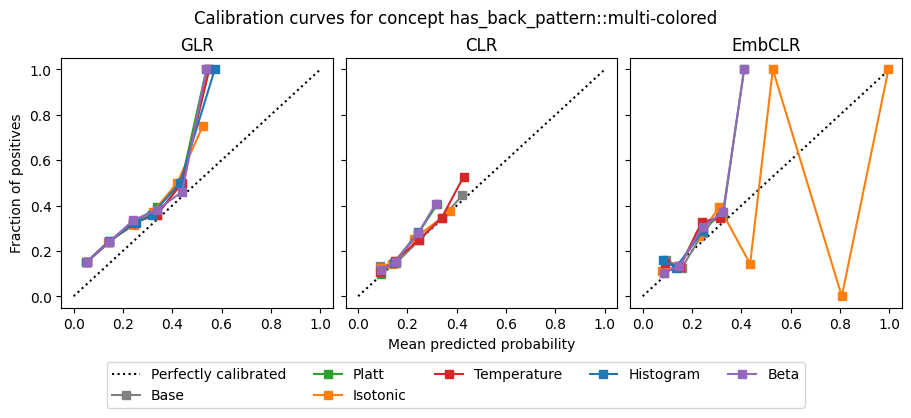 Calibration curves for concept has_back_pattern::multi-colored
GLR
CLR
EmbCLR
Fraction of positives
1.0
0.8
0.6
0.4
0.2
0.0
0.0 0.2 0.4 0.6 0.8 1.0
0.0 0.2 0.4 0.6 0.8 1.0
0.0 0.2 0.4 0.6 0.8 1.0
Mean predicted probability
Perfectly calibrated
Base
Platt
Isotonic
Temperature
Histogram
Beta